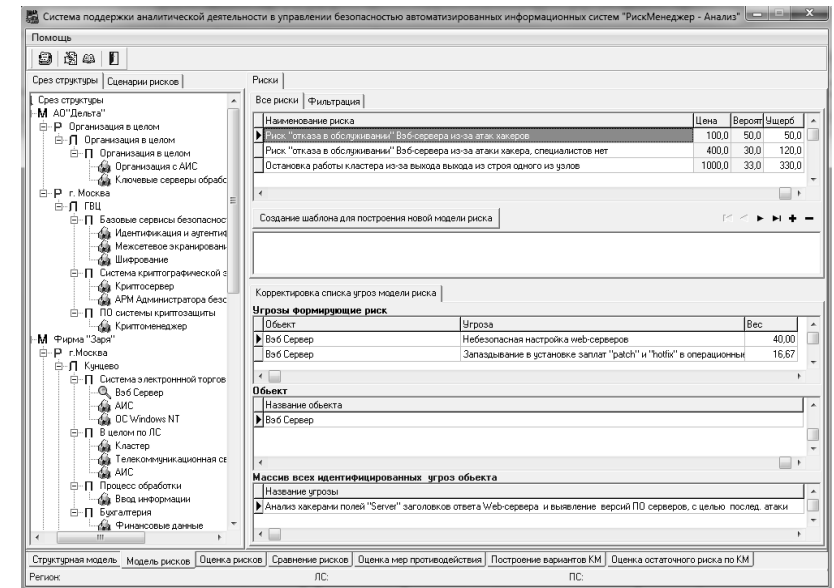 Система поддержки аналитической деятельности в управлении безопасностью автоматизированных информационных систем "РискМенеджер - Анализ"
Помощь
Срез структуры Сценарии рисков
Срез структуры
М АО"Дельта"
Р Организация в целом
П Организация в целом
П Организация в целом
Организация с АИС
Ключевые серверы обрабс
Р г. Москва
П ГВЦ
П Базовые сервисы безопаснос
Идентификация и аутентиф
Межсетевое экранировани
Шифрование
П Система криптографической з
Криптосервер
АРМ Администратора безс
П ПО системы криптозащиты
Криптоменеджер
М Фирма "Заря"
Р г.Москва
П Кунцево
П Система электроннной торгов
Вэб Сервер
АИС
ОС Windows NT
П В целом по ЛС
Кластер
Телекоммуникационная св
АИС
П Процесс обработки
Ввод информации
П Бухгалтерия
Финансовые данные
Риски
Все риски Фильтрация
Наименование риска Цена Вероят Ущерб
Риск "отказа в обслуживании" Вэб-сервера из-за атак хакеров 100,0 50,0 50,0
Риск "отказа в обслуживании" Вэб-сервера из-за атаки хакера, специалистов нет 400,0 30,0 120,0
Остановка работы кластера из-за выхода выхода из строя одного из узлов 1000,0 33,0 330,0
Создание шаблона для построения новой модели риска
Корректировка списка угроз модели риска
Угрозы формирующие риск
Обьект Угроза Вес
Вэб Сервер Небезопасная настройка web-серверов 40,00
Вэб Сервер Запаздывание в установке заплат "patch" и "hotfix" в операционные 16,67
Обьект
Название обьекта
Вэб Сервер
Массив всех идентифицированных угроз обьекта
Название угрозы
Анализ хакерами полей "Server" заголовков ответа Web-сервера и выявление версий ПО серверов, с целью послед. атаки
Структурная модель Модель рисков Оценка рисков Сравнение рисков Оценка мер противодействия Построение вариантов КМ Оценка остаточного риска по КМ
Регион: ЛС: ПС: